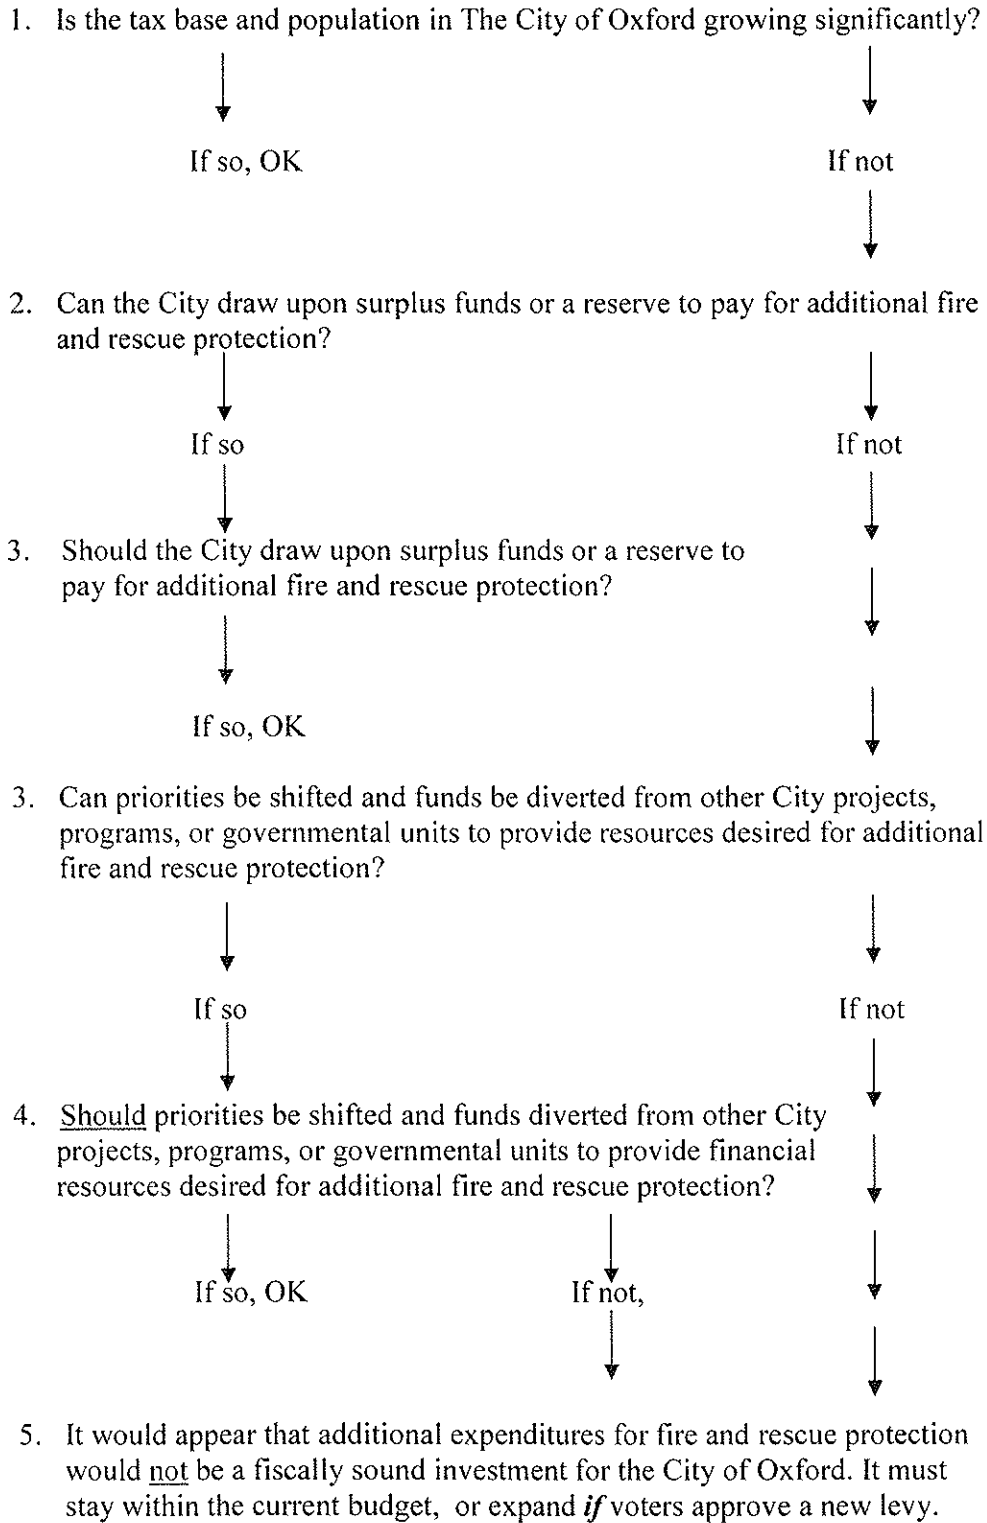 1. Is the tax base and population in The City of Oxford growing significantly?
If so, OK If not
2. Can the City draw upon surplus funds or a reserve to pay for additional fire
and rescue protection?
If so If not
3. Should the City draw upon surplus funds or a reserve to
pay for additional fire and rescue protection?
If so, OK
3. Can priorities be shifted and funds be diverted from other City projects,
programs, or governmental units to provide resources desired for additional
fire and rescue protection?
If so If not
4. Should priorities be shifted and funds diverted from other City
projects, programs, or governmental units to provide financial
resources desired for additional fire and rescue protection?
If so, OK If not,
5. It would appear that additional expenditures for fire and rescue protection
would not be a fiscally sound investment for the City of Oxford. It must
stay within the current budget, or expand if voters approve a new levy.